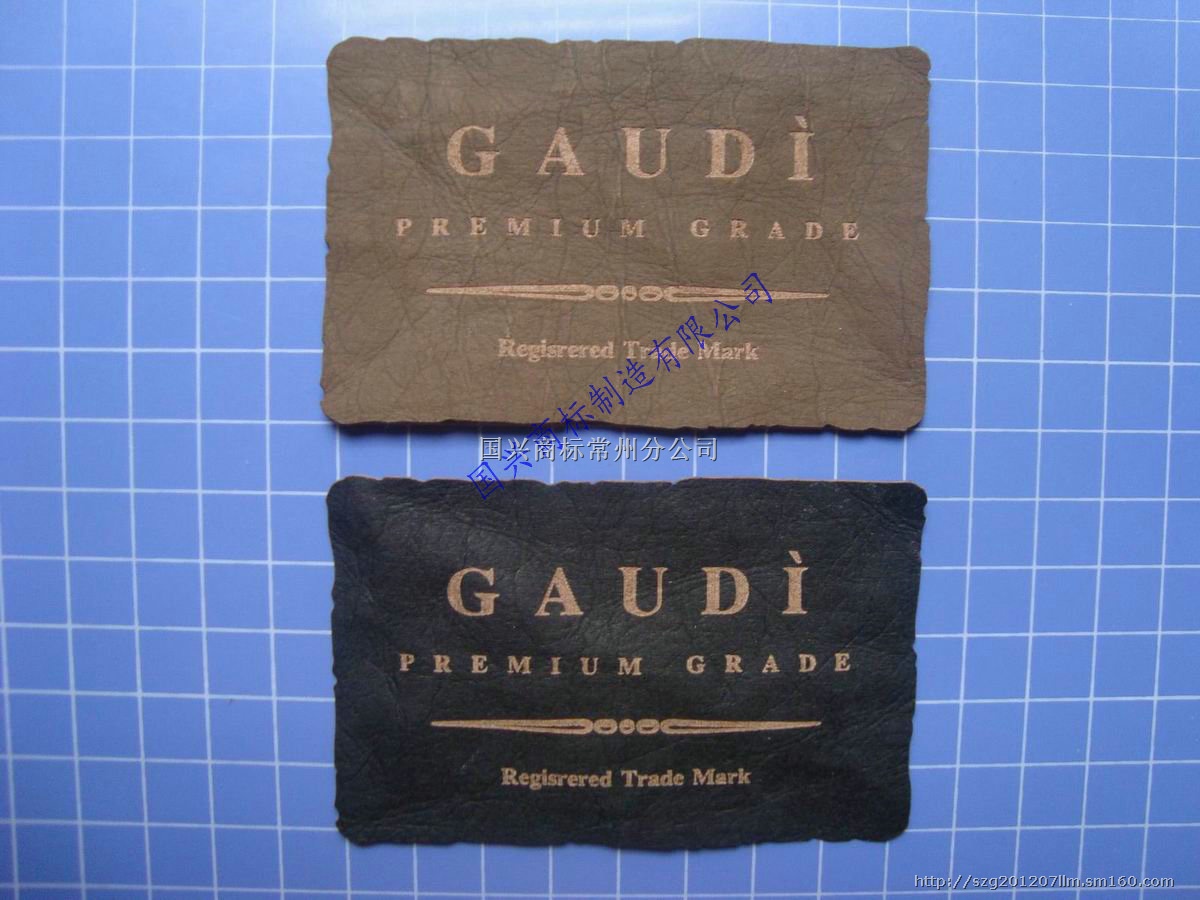 GAUDÌ
PREMIUM GRADE
Regisrered Trade Mark
国兴商标制造有限公司
国兴商标常州分公司
GAUDÌ
PREMIUM GRADE
Regisrered Trade Mark
http://szg201207llm.sm160.com